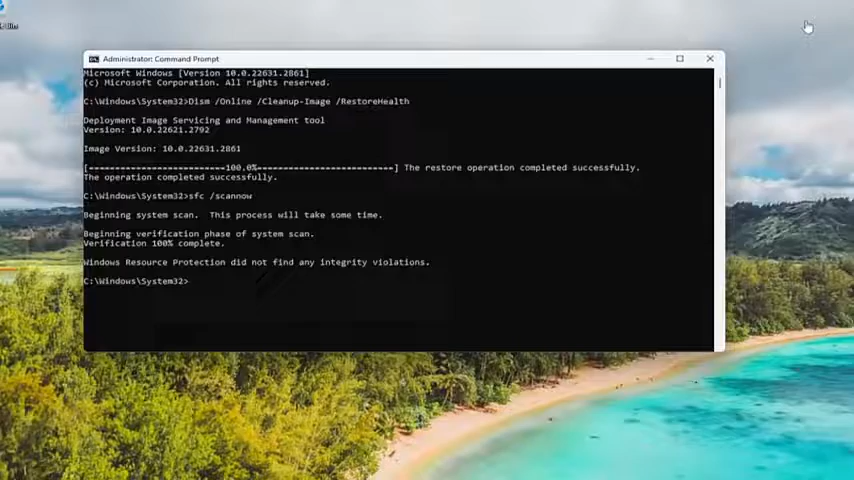 Administrator: Command Prompt
Microsoft Windows [Version 10.0.22631.2861]
(c) Microsoft Corporation. All rights reserved.
C:\Windows\System32>Dism /Online /Cleanup-Image /RestoreHealth
Deployment Image Servicing and Management tool
Version: 10.0.22621.2792
Image Version: 10.0.22631.2861
[===========================100.0%==========================] The restore operation completed successfully.
The operation completed successfully.
C:\Windows\System32>sfc /scannow
Beginning system scan.  This process will take some time.
Beginning verification phase of system scan.
Verification 100% complete.
Windows Resource Protection did not find any integrity violations.
C:\Windows\System32>